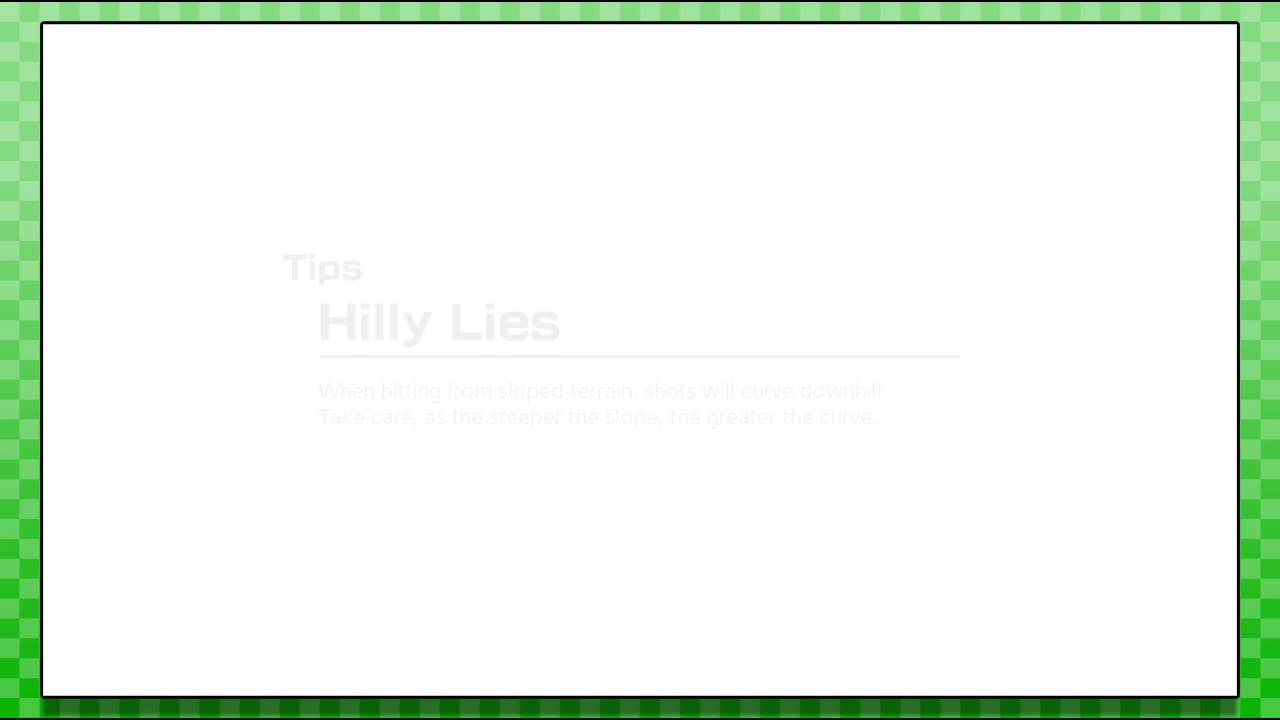 Tips
Hilly Lies
When hitting from sloped terrain, shots will curve downhill.
Take care, as the steeper the slope, the greater the curve.